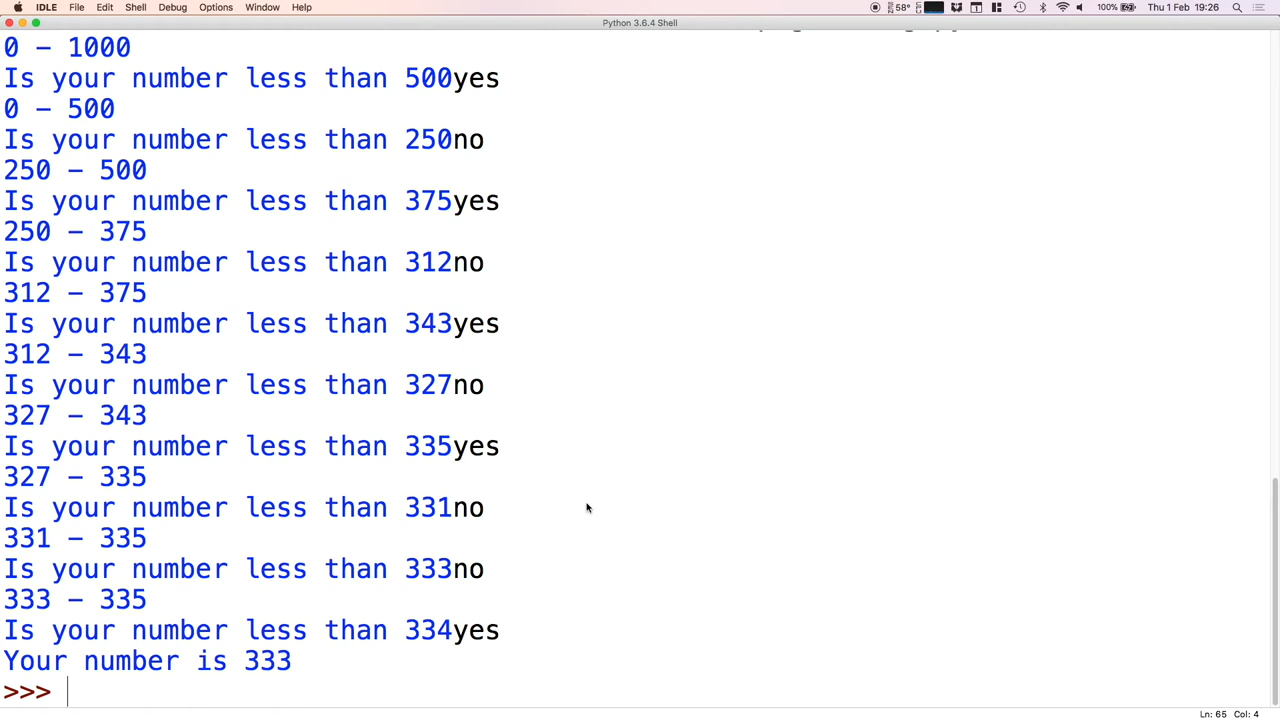 IDLE File Edit Shell Debug Options Window Help 58° 100% Thu 1 Feb 19:26
Python 3.6.4 Shell
0 - 1000
Is your number less than 500yes
0 - 500
Is your number less than 250no
250 - 500
Is your number less than 375yes
250 - 375
Is your number less than 312no
312 - 375
Is your number less than 343yes
312 - 343
Is your number less than 327no
327 - 343
Is your number less than 335yes
327 - 335
Is your number less than 331no
331 - 335
Is your number less than 333no
333 - 335
Is your number less than 334yes
Your number is 333
>>>
Ln: 65 Col: 4